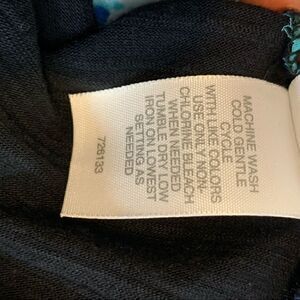 MACHINE WASH
COLD GENTLE
CYCLE
WITH LIKE COLORS
USE ONLY NON-
CHLORINE BLEACH
WHEN NEEDED
TUMBLE DRY LOW
IRON ON LOWEST
SETTING AS
NEEDED
726133